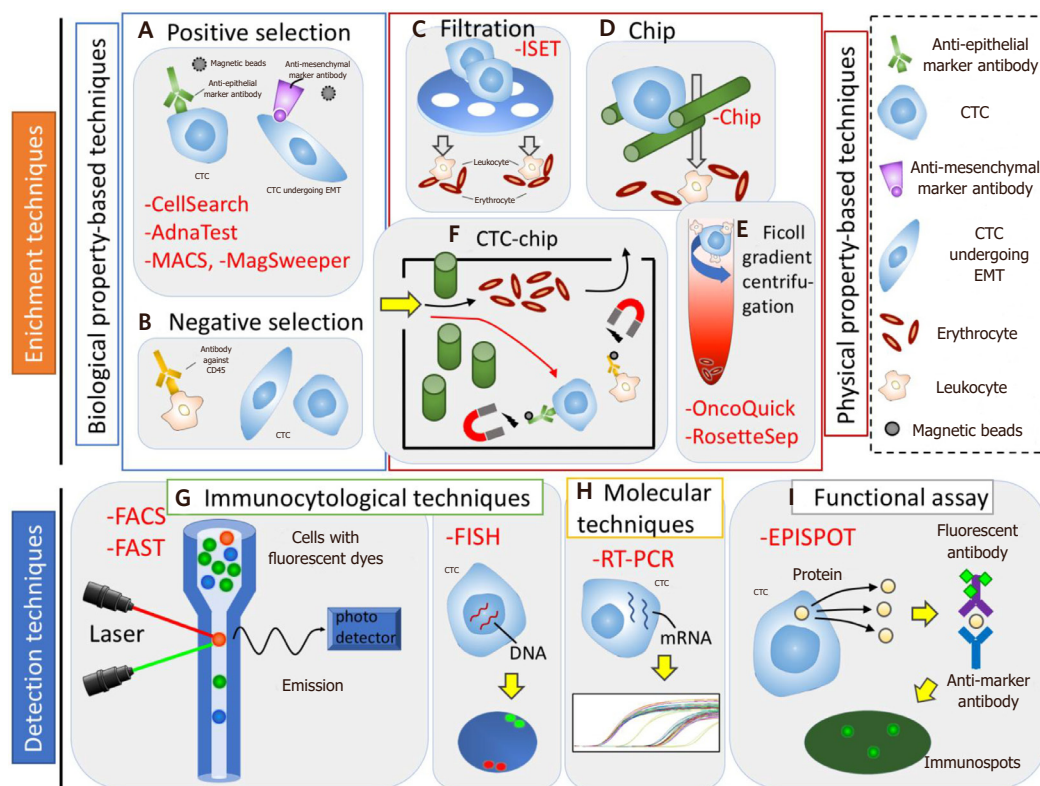 Enichment techniques
Biological property-based techniques
A
Positive selection
Magnetic beads
Anti-epithelial
marker antibody
Anti-mesenchymal
marker antibody
CTC
CTC undergoing EMT
-CellSearch
-AdnaTest
-MACS, -MagSweeper
B
Negative selection
Antibody
against
CD45
CTC
C
Filtration
-ISET
Leukocyte
Erythrocyte
D
Chip
-Chip
E
Ficoll
gradient
centrifu-
gation
-OncoQuick
-RosetteSep
F
CTC-chip
Physical property-based techniques
Anti-epithelial
marker antibody
CTC
Anti-mesenchymal
marker antibody
CTC
undergoing
EMT
Erythrocyte
Leukocyte
Magnetic beads
Detection techniques
G
Immunocytological techniques
-FACS
-FAST
Cells with
fluorescent dyes
Laser
photo
detector
Emission
-FISH
CTC
DNA
H
Molecular
techniques
-RT-PCR
CTC
mRNA
I
Functional assay
-EPISPOT
CTC
Protein
Fluorescent
antibody
Anti-marker
antibody
Immunospots